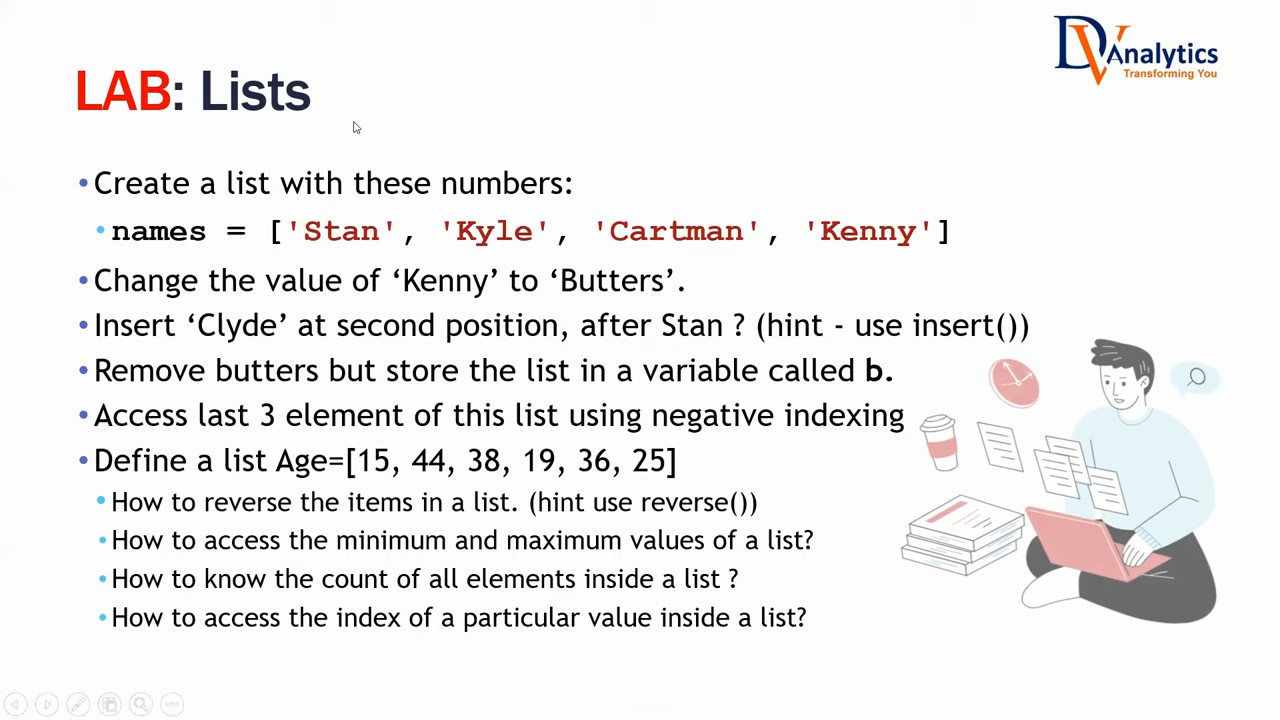 DV Analytics
Transforming You
LAB: Lists
•Create a list with these numbers:
•names = ['Stan', 'Kyle', 'Cartman', 'Kenny']
•Change the value of ‘Kenny’ to ‘Butters’.
•Insert ‘Clyde’ at second position, after Stan ? (hint - use insert())
•Remove butters but store the list in a variable called b.
•Access last 3 element of this list using negative indexing
•Define a list Age=[15, 44, 38, 19, 36, 25]
•How to reverse the items in a list. (hint use reverse())
•How to access the minimum and maximum values of a list?
•How to know the count of all elements inside a list ?
•How to access the index of a particular value inside a list?